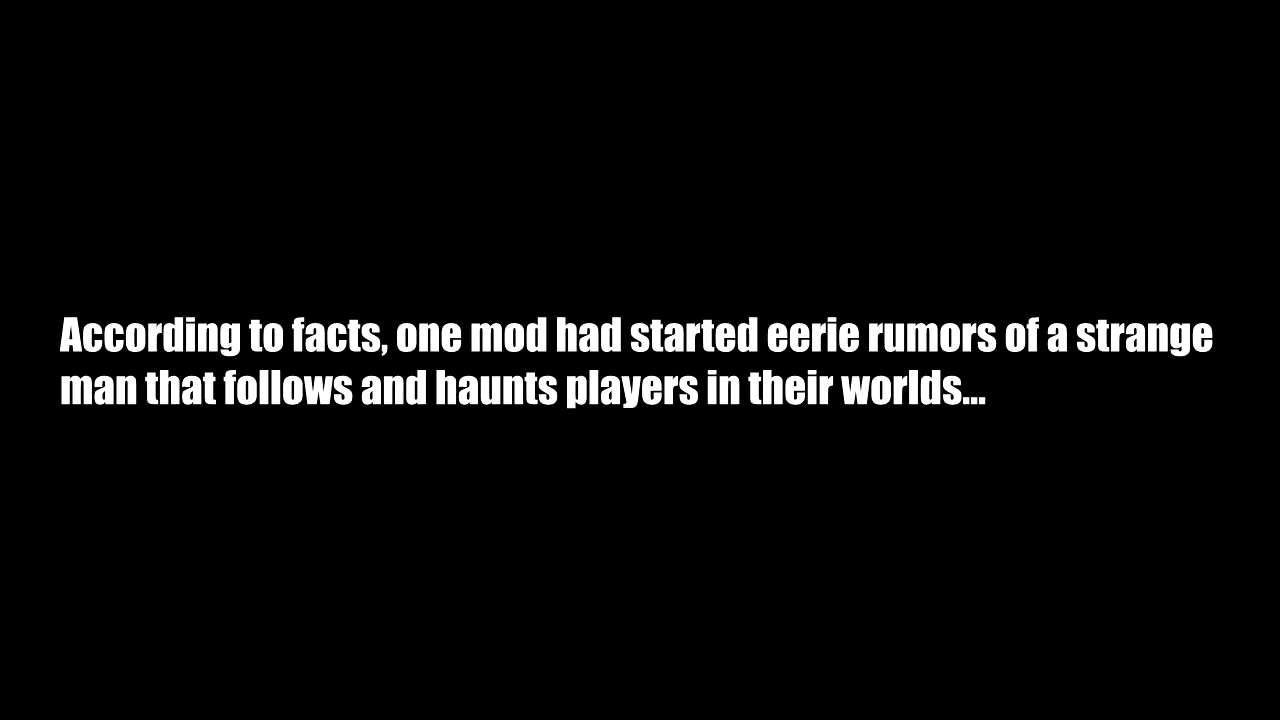 According to facts, one mod had started eerie rumors of a strange
man that follows and haunts players in their worlds...